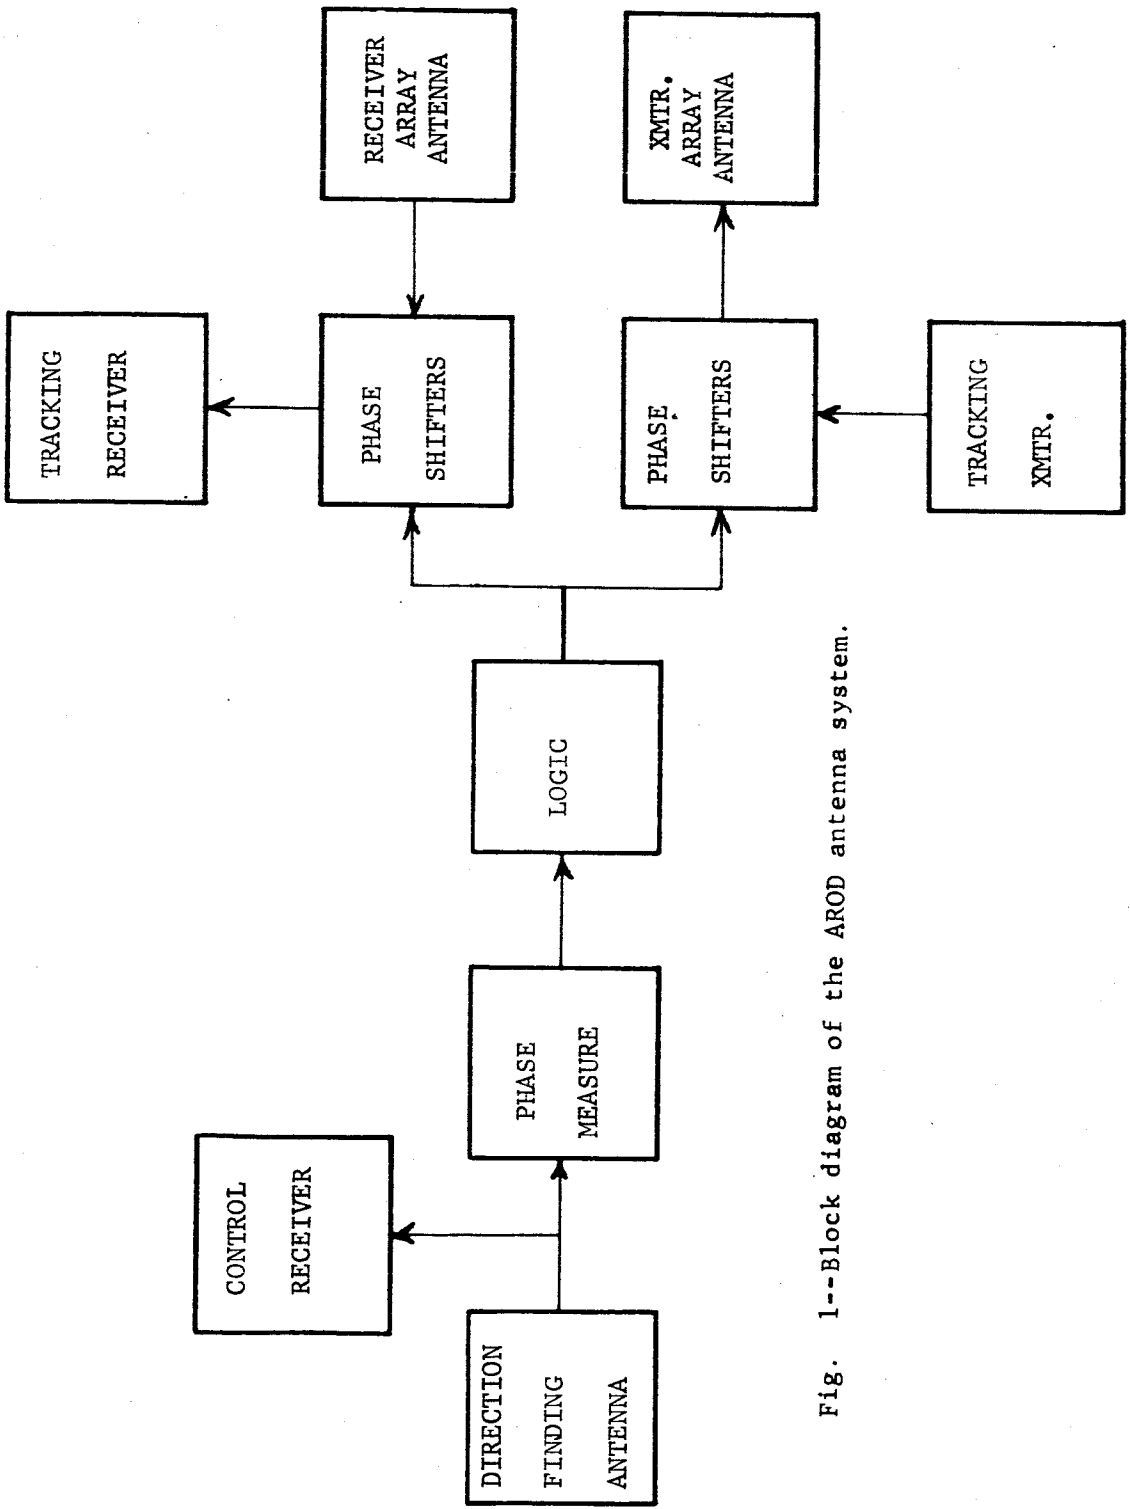 TRACKING
RECEIVER
CONTROL
RECEIVER
PHASE
SHIFTERS
RECEIVER
ARRAY
ANTENNA
DIRECTION
FINDING
ANTENNA
PHASE
MEASURE
LOGIC
PHASE
SHIFTERS
XMTR.
ARRAY
ANTENNA
TRACKING
XMTR.
Fig. 1--Block diagram of the AROD antenna system.